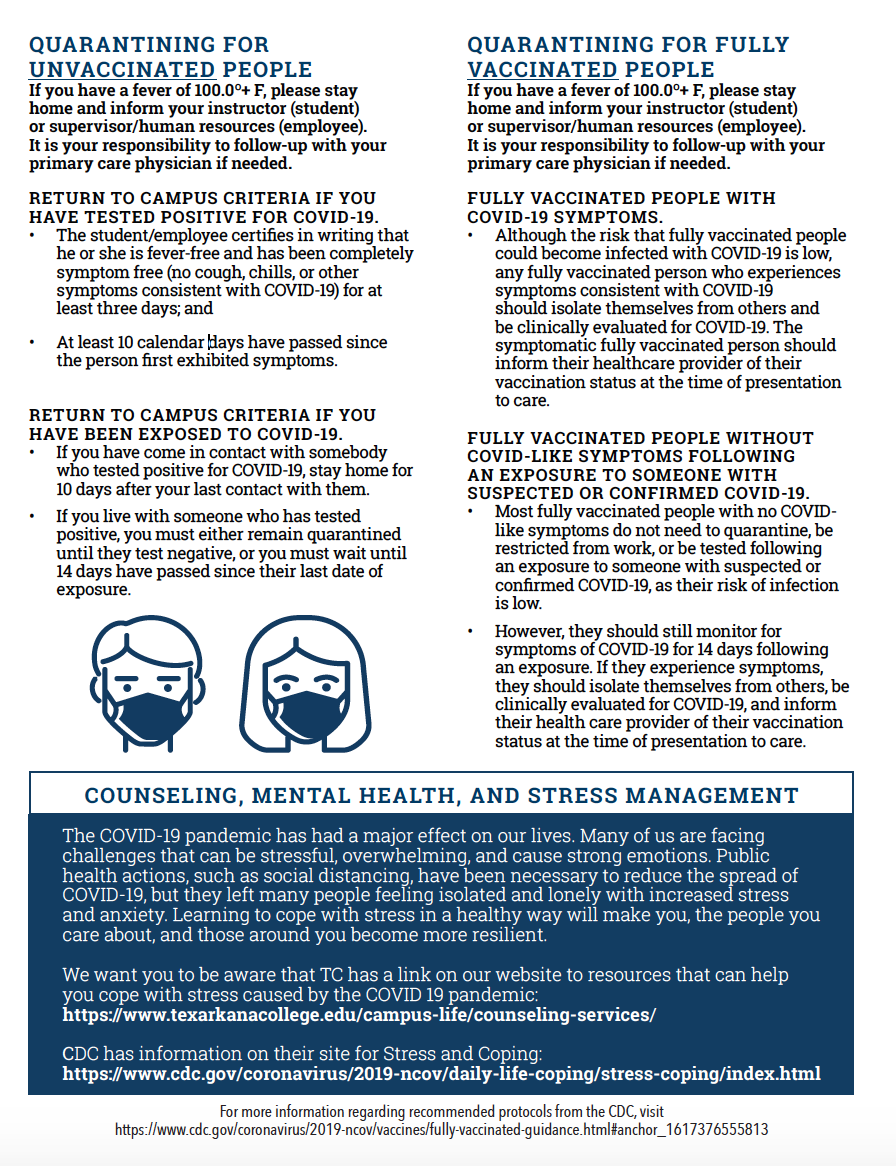 QUARANTINING FOR
UNVACCINATED PEOPLE
If you have a fever of 100.0º+ F, please stay
home and inform your instructor (student)
or supervisor/human resources (employee).
It is your responsibility to follow-up with your
primary care physician if needed.
RETURN TO CAMPUS CRITERIA IF YOU
HAVE TESTED POSITIVE FOR COVID-19.
• The student/employee certifies in writing that
he or she is fever-free and has been completely
symptom free (no cough, chills, or other
symptoms consistent with COVID-19) for at
least three days; and
• At least 10 calendar days have passed since
the person first exhibited symptoms.
RETURN TO CAMPUS CRITERIA IF YOU
HAVE BEEN EXPOSED TO COVID-19.
• If you have come in contact with somebody
who tested positive for COVID-19, stay home for
10 days after your last contact with them.
• If you live with someone who has tested
positive, you must either remain quarantined
until they test negative, or you must wait until
14 days have passed since their last date of
exposure.
QUARANTINING FOR FULLY
VACCINATED PEOPLE
If you have a fever of 100.0º+ F, please stay
home and inform your instructor (student)
or supervisor/human resources (employee).
It is your responsibility to follow-up with your
primary care physician if needed.
FULLY VACCINATED PEOPLE WITH
COVID-19 SYMPTOMS.
• Although the risk that fully vaccinated people
could become infected with COVID-19 is low,
any fully vaccinated person who experiences
symptoms consistent with COVID-19
should isolate themselves from others and
be clinically evaluated for COVID-19. The
symptomatic fully vaccinated person should
inform their healthcare provider of their
vaccination status at the time of presentation
to care.
FULLY VACCINATED PEOPLE WITHOUT
COVID-LIKE SYMPTOMS FOLLOWING
AN EXPOSURE TO SOMEONE WITH
SUSPECTED OR CONFIRMED COVID-19.
• Most fully vaccinated people with no COVID-
like symptoms do not need to quarantine, be
restricted from work, or be tested following
an exposure to someone with suspected or
confirmed COVID-19, as their risk of infection
is low.
• However, they should still monitor for
symptoms of COVID-19 for 14 days following
an exposure. If they experience symptoms,
they should isolate themselves from others, be
clinically evaluated for COVID-19, and inform
their health care provider of their vaccination
status at the time of presentation to care.
COUNSELING, MENTAL HEALTH, AND STRESS MANAGEMENT
The COVID-19 pandemic has had a major effect on our lives. Many of us are facing
challenges that can be stressful, overwhelming, and cause strong emotions. Public
health actions, such as social distancing, have been necessary to reduce the spread of
COVID-19, but they left many people feeling isolated and lonely with increased stress
and anxiety. Learning to cope with stress in a healthy way will make you, the people you
care about, and those around you become more resilient.
We want you to be aware that TC has a link on our website to resources that can help
you cope with stress caused by the COVID 19 pandemic:
https://www.texarkanacollege.edu/campus-life/counseling-services/
CDC has information on their site for Stress and Coping:
https://www.cdc.gov/coronavirus/2019-ncov/daily-life-coping/stress-coping/index.html
For more information regarding recommended protocols from the CDC, visit
https://www.cdc.gov/coronavirus/2019-ncov/vaccines/fully-vaccinated-guidance.html#anchor_1617376555813